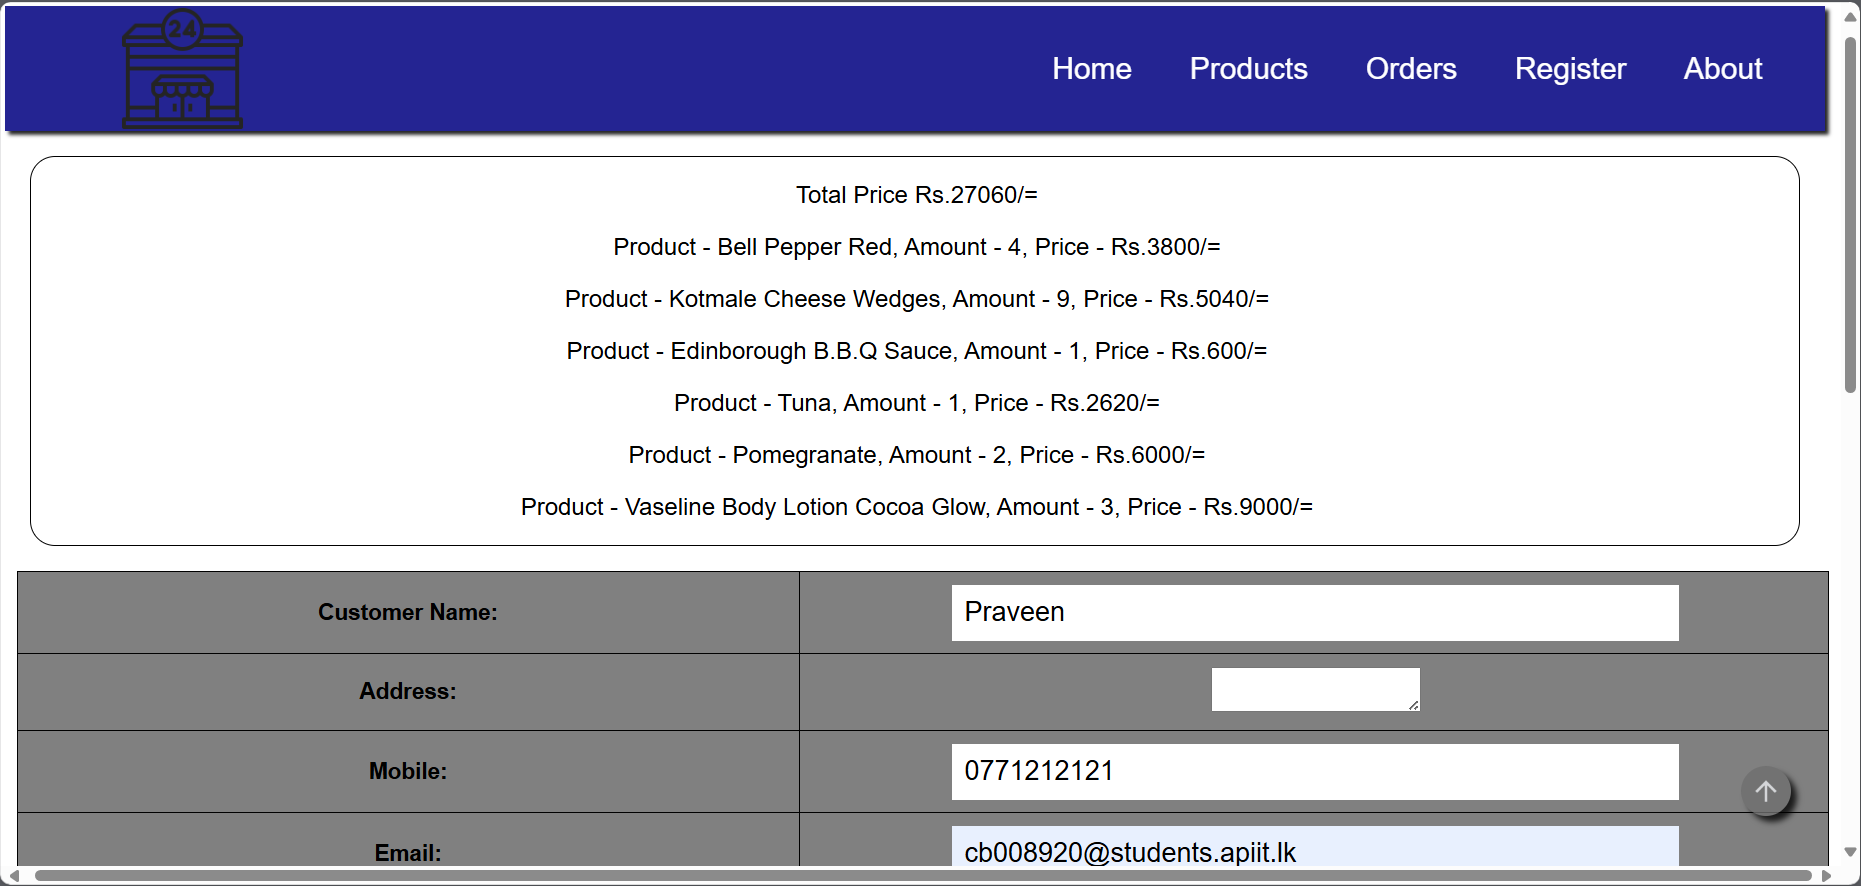 24
Home Products Orders Register About
Total Price Rs.27060/=
Product - Bell Pepper Red, Amount - 4, Price - Rs.3800/=
Product - Kotmale Cheese Wedges, Amount - 9, Price - Rs.5040/=
Product - Edinborough B.B.Q Sauce, Amount - 1, Price - Rs.600/=
Product - Tuna, Amount - 1, Price - Rs.2620/=
Product - Pomegranate, Amount - 2, Price - Rs.6000/=
Product - Vaseline Body Lotion Cocoa Glow, Amount - 3, Price - Rs.9000/=
Customer Name: Praveen
Address:
Mobile: 0771212121
Email: cb008920@students.apiit.lk